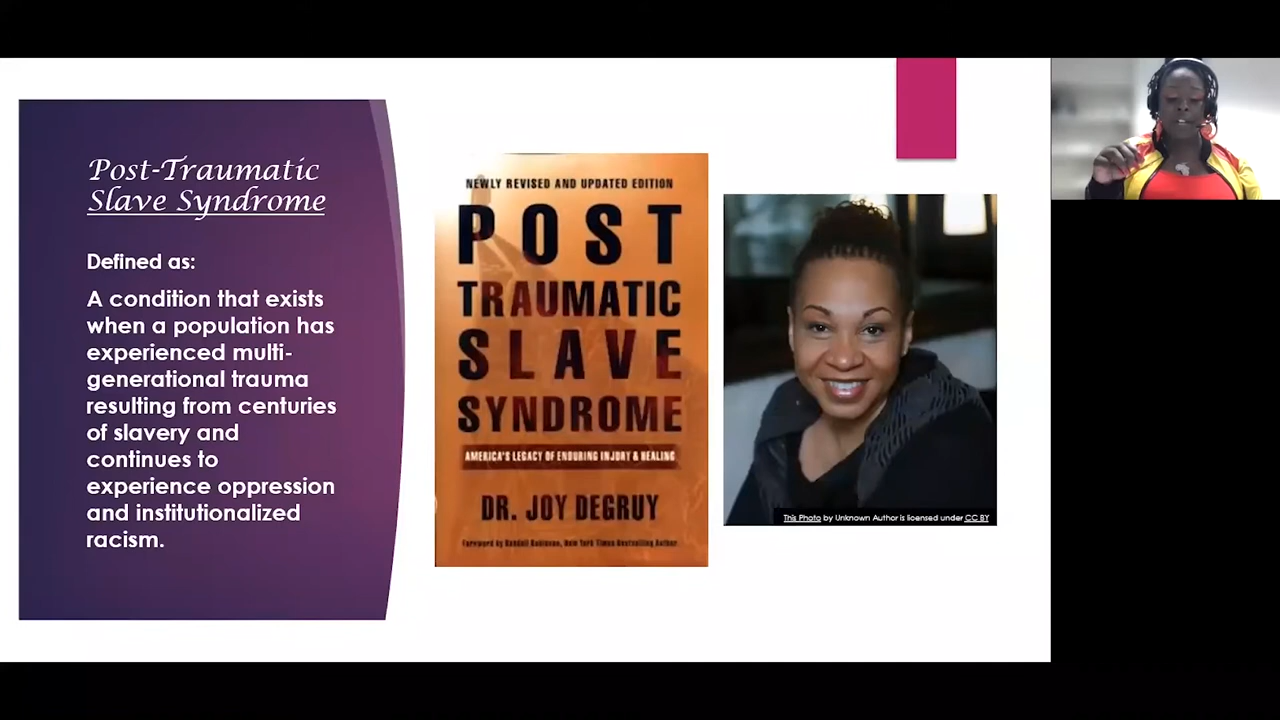 Post-Traumatic
Slave Syndrome
Defined as:
A condition that exists
when a population has
experienced multi-
generational trauma
resulting from centuries
of slavery and
continues to
experience oppression
and institutionalized
racism.
NEWLY REVISED AND UPDATED EDITION
POST
TRAUMATIC
SLAVE
SYNDROME
AMERICA'S LEGACY OF ENDURING INJURY & HEALING
DR. JOY DEGRUY
Foreword by Randall Robinson, New York Times Bestselling Author
This Photo by Unknown Author is licensed under CC BY